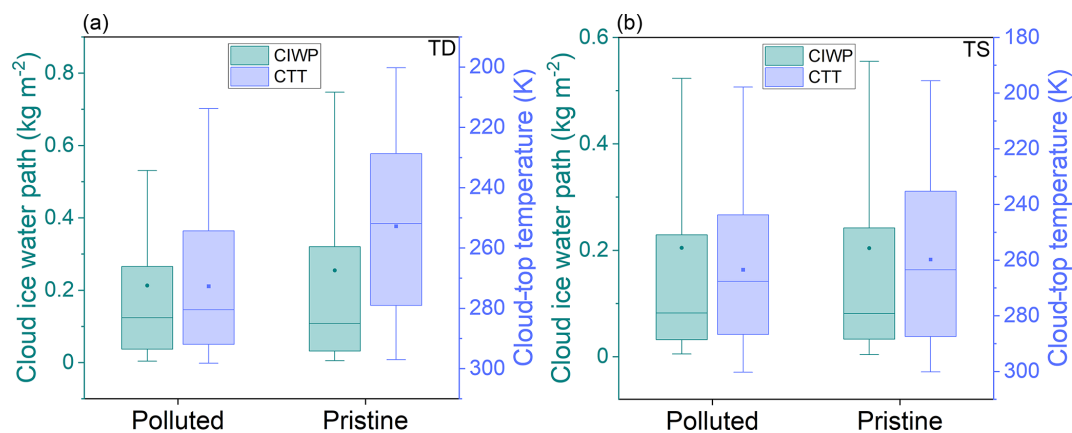 (a)
TD
CIWP
CTT
Cloud ice water path (kg m-2)
0.8
0.6
0.4
0.2
0
200
220
240
260
280
300
Cloud-top temperature (K)
Polluted
Pristine
(b)
TS
CIWP
CTT
Cloud ice water path (kg m-2)
0.6
0.4
0.2
0
180
200
220
240
260
280
300
Cloud-top temperature (K)
Polluted
Pristine